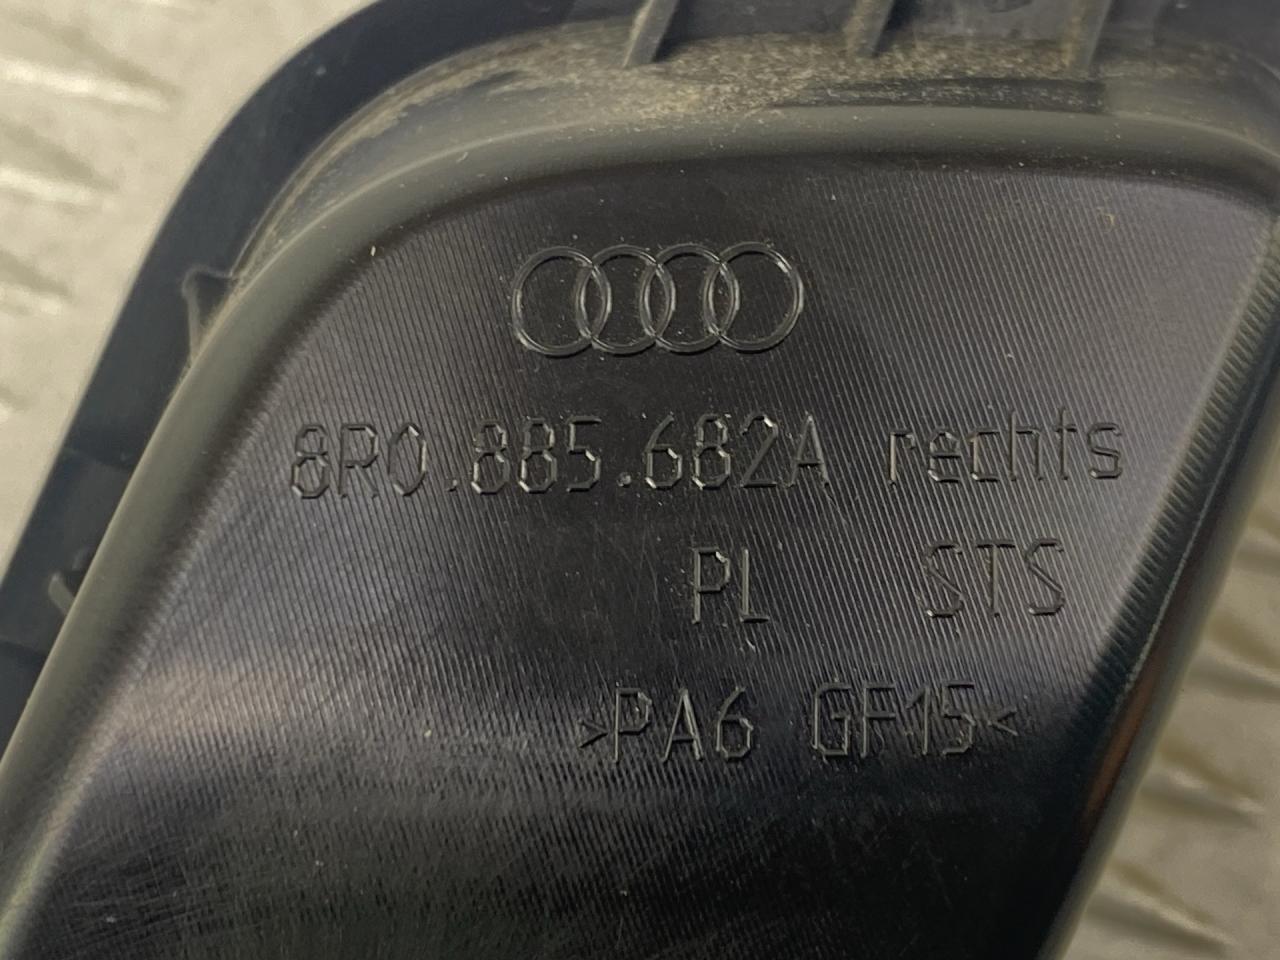 8R0.885.682A rechts
PL STS
>PA6 GF15<